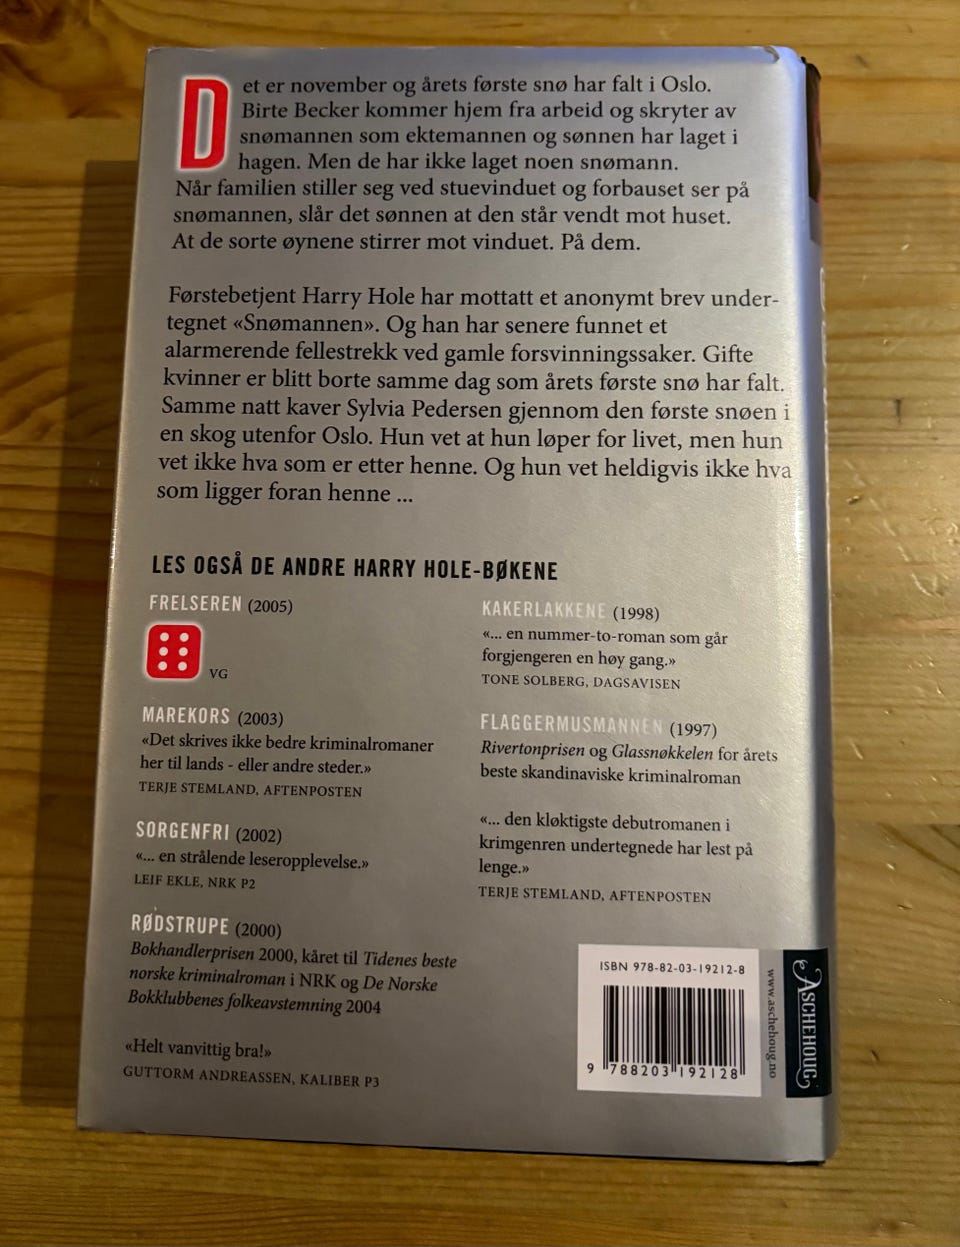 Det er november og årets første snø har falt i Oslo.
Birte Becker kommer hjem fra arbeid og skryter av
snømannen som ektemannen og sønnen har laget i
hagen. Men de har ikke laget noen snømann.
Når familien stiller seg ved stuevinduet og forbauset ser på
snømannen, slår det sønnen at den står vendt mot huset.
At de sorte øynene stirrer mot vinduet. På dem.
Førstebetjent Harry Hole har mottatt et anonymt brev under-
tegnet «Snømannen». Og han har senere funnet et
alarmerende fellestrekk ved gamle forsvinningssaker. Gifte
kvinner er blitt borte samme dag som årets første snø har falt.
Samme natt kaver Sylvia Pedersen gjennom den første snøen i
en skog utenfor Oslo. Hun vet at hun løper for livet, men hun
vet ikke hva som er etter henne. Og hun vet heldigvis ikke hva
som ligger foran henne ...
LES OGSÅ DE ANDRE HARRY HOLE-BØKENE
FRELSEREN (2005)
VG
MAREKORS (2003)
«Det skrives ikke bedre kriminalromaner
her til lands - eller andre steder.»
TERJE STEMLAND, AFTENPOSTEN
SORGENFRI (2002)
«... en strålende leseropplevelse.»
LEIF EKLE, NRK P2
RØDSTRUPE (2000)
Bokhandlerprisen 2000, kåret til Tidenes beste
norske kriminalroman i NRK og De Norske
Bokklubbenes folkeavstemning 2004
«Helt vanvittig bra!»
GUTTORM ANDREASSEN, KALIBER P3
KAKERLAKKENE (1998)
«... en nummer-to-roman som går
forgjengeren en høy gang.»
TONE SOLBERG, DAGSAVISEN
FLAGGERMUSMANNEN (1997)
Rivertonprisen og Glassnøkkelen for årets
beste skandinaviske kriminalroman
«... den kløktigste debutromanen i
krimgenren undertegnede har lest på
lenge.»
TERJE STEMLAND, AFTENPOSTEN
ISBN 978-82-03-19212-8
9 788203 192128
www.aschehoug.no
ASCHEHOUG